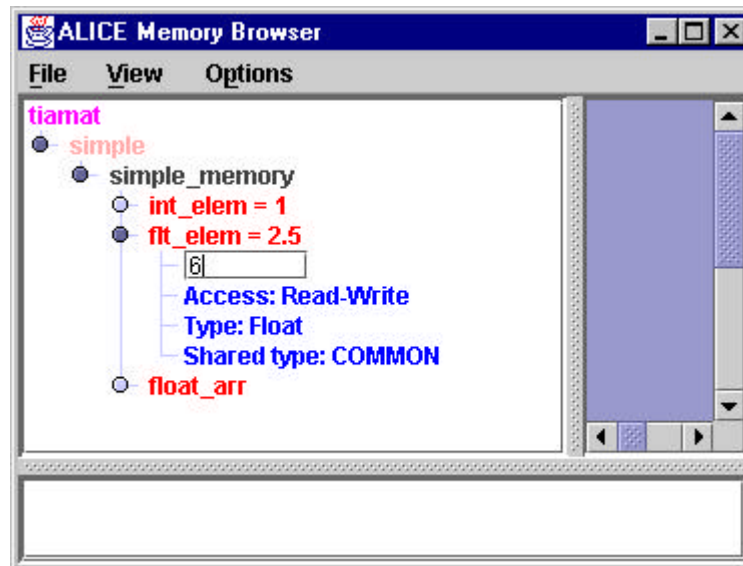 ALICE Memory Browser
File View Options
tiamat
simple
simple_memory
int_elem = 1
flt_elem = 2.5
6
Access: Read-Write
Type: Float
Shared type: COMMON
float_arr